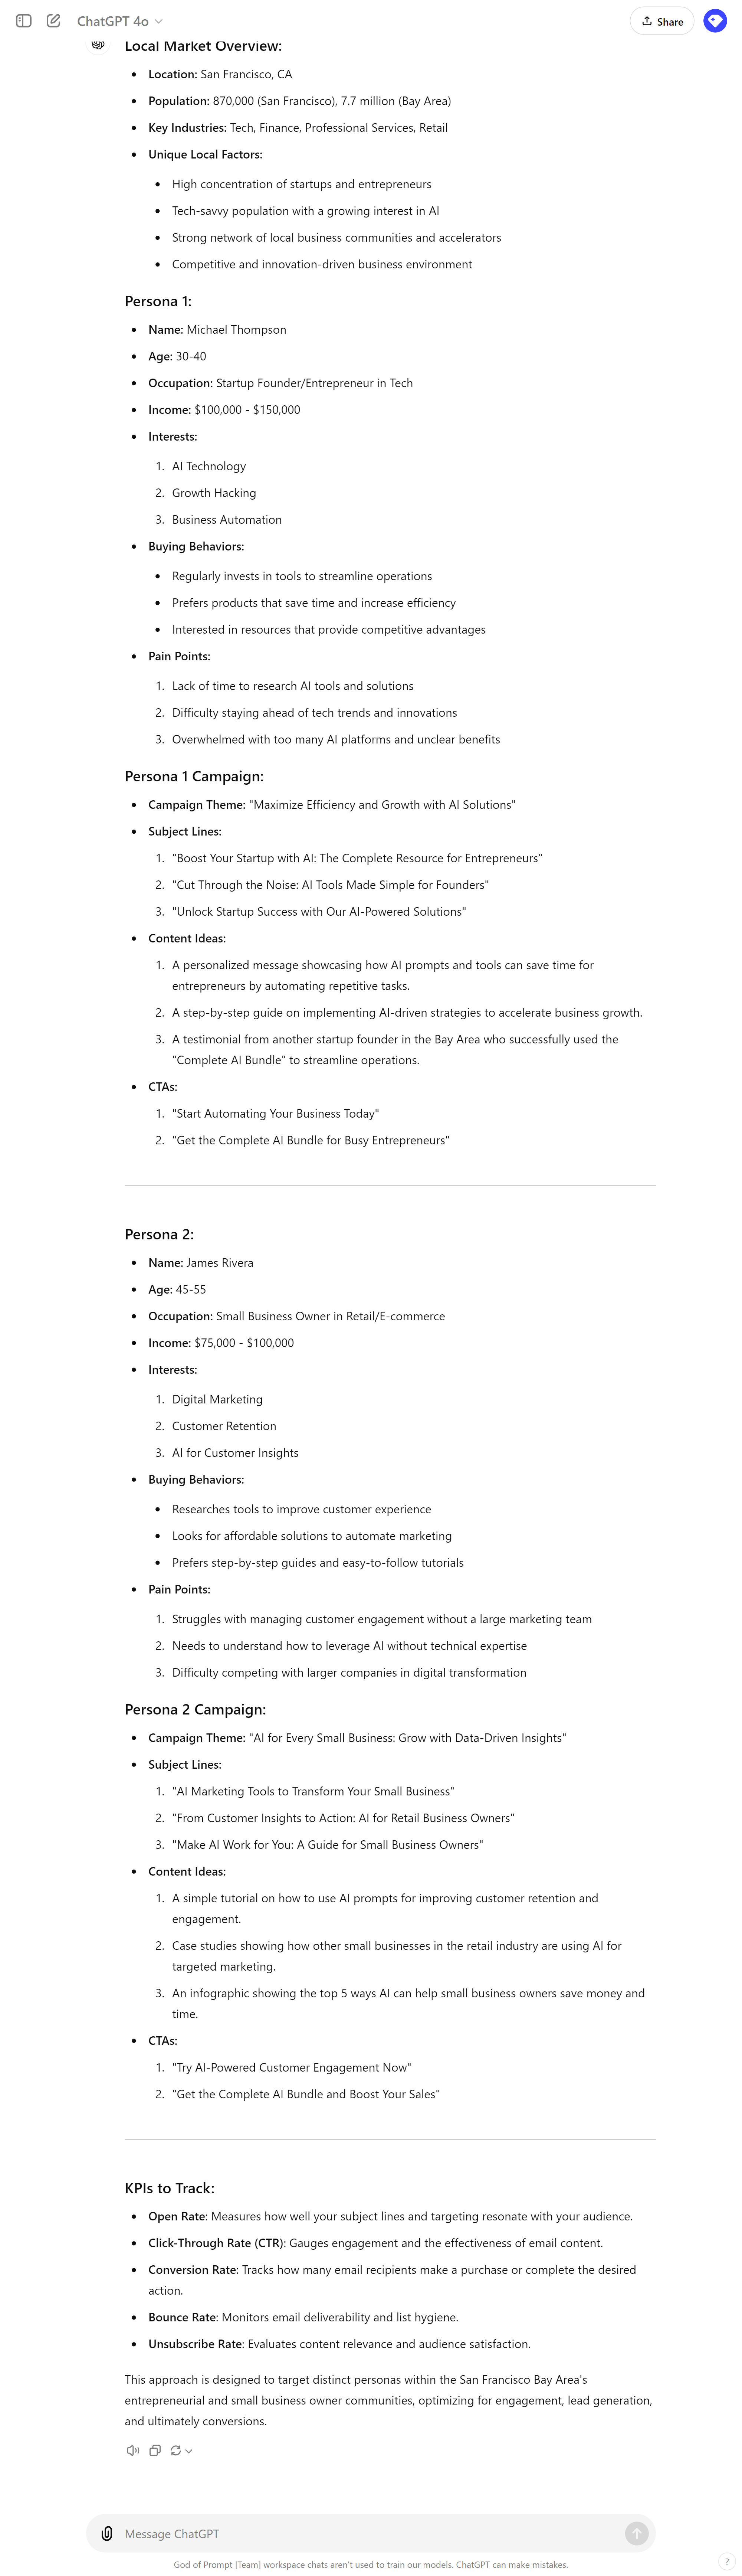 ChatGPT 4o
Share
Local Market Overview:
• Location: San Francisco, CA
• Population: 870,000 (San Francisco), 7.7 million (Bay Area)
• Key Industries: Tech, Finance, Professional Services, Retail
• Unique Local Factors:
• High concentration of startups and entrepreneurs
• Tech-savvy population with a growing interest in AI
• Strong network of local business communities and accelerators
• Competitive and innovation-driven business environment
Persona 1:
• Name: Michael Thompson
• Age: 30-40
• Occupation: Startup Founder/Entrepreneur in Tech
• Income: $100,000 - $150,000
• Interests:
1. AI Technology
2. Growth Hacking
3. Business Automation
• Buying Behaviors:
• Regularly invests in tools to streamline operations
• Prefers products that save time and increase efficiency
• Interested in resources that provide competitive advantages
• Pain Points:
1. Lack of time to research AI tools and solutions
2. Difficulty staying ahead of tech trends and innovations
3. Overwhelmed with too many AI platforms and unclear benefits
Persona 1 Campaign:
• Campaign Theme: "Maximize Efficiency and Growth with AI Solutions"
• Subject Lines:
1. "Boost Your Startup with AI: The Complete Resource for Entrepreneurs"
2. "Cut Through the Noise: AI Tools Made Simple for Founders"
3. "Unlock Startup Success with Our AI-Powered Solutions"
• Content Ideas:
1. A personalized message showcasing how AI prompts and tools can save time for
entrepreneurs by automating repetitive tasks.
2. A step-by-step guide on implementing AI-driven strategies to accelerate business growth.
3. A testimonial from another startup founder in the Bay Area who successfully used the
"Complete AI Bundle" to streamline operations.
• CTAs:
1. "Start Automating Your Business Today"
2. "Get the Complete AI Bundle for Busy Entrepreneurs"
Persona 2:
• Name: James Rivera
• Age: 45-55
• Occupation: Small Business Owner in Retail/E-commerce
• Income: $75,000 - $100,000
• Interests:
1. Digital Marketing
2. Customer Retention
3. AI for Customer Insights
• Buying Behaviors:
• Researches tools to improve customer experience
• Looks for affordable solutions to automate marketing
• Prefers step-by-step guides and easy-to-follow tutorials
• Pain Points:
1. Struggles with managing customer engagement without a large marketing team
2. Needs to understand how to leverage AI without technical expertise
3. Difficulty competing with larger companies in digital transformation
Persona 2 Campaign:
• Campaign Theme: "AI for Every Small Business: Grow with Data-Driven Insights"
• Subject Lines:
1. "AI Marketing Tools to Transform Your Small Business"
2. "From Customer Insights to Action: AI for Retail Business Owners"
3. "Make AI Work for You: A Guide for Small Business Owners"
• Content Ideas:
1. A simple tutorial on how to use AI prompts for improving customer retention and
engagement.
2. Case studies showing how other small businesses in the retail industry are using AI for
targeted marketing.
3. An infographic showing the top 5 ways AI can help small business owners save money and
time.
• CTAs:
1. "Try AI-Powered Customer Engagement Now"
2. "Get the Complete AI Bundle and Boost Your Sales"
KPIs to Track:
• Open Rate: Measures how well your subject lines and targeting resonate with your audience.
• Click-Through Rate (CTR): Gauges engagement and the effectiveness of email content.
• Conversion Rate: Tracks how many email recipients make a purchase or complete the desired
action.
• Bounce Rate: Monitors email deliverability and list hygiene.
• Unsubscribe Rate: Evaluates content relevance and audience satisfaction.
This approach is designed to target distinct personas within the San Francisco Bay Area's
entrepreneurial and small business owner communities, optimizing for engagement, lead generation,
and ultimately conversions.
Message ChatGPT
God of Prompt [Team] workspace chats aren't used to train our models. ChatGPT can make mistakes.
?